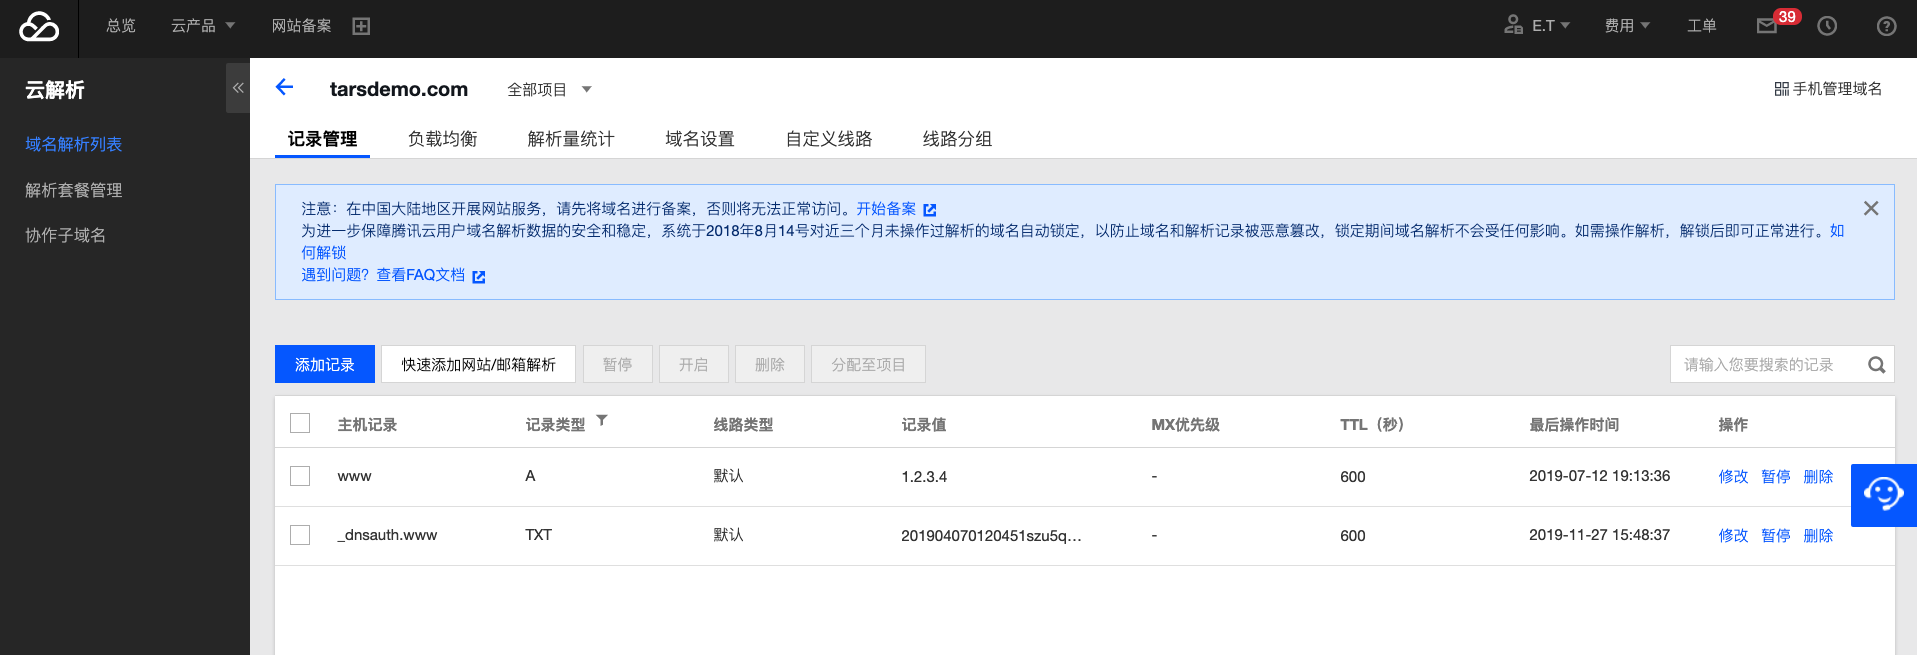 总览 云产品 网站备案 E.T 费用 工单 39
云解析
域名解析列表
解析套餐管理
协作子域名
tarsdemo.com 全部项目 手机管理域名
记录管理 负载均衡 解析量统计 域名设置 自定义线路 线路分组
注意：在中国大陆地区开展网站服务，请先将域名进行备案，否则将无法正常访问。开始备案
为进一步保障腾讯云用户域名解析数据的安全和稳定，系统于2018年8月14号对近三个月未操作过解析的域名自动锁定，以防止域名和解析记录被恶意篡改，锁定期间域名解析不会受任何影响。如需操作解析，解锁后即可正常进行。如
何解锁
遇到问题？查看FAQ文档
添加记录 快速添加网站/邮箱解析 暂停 开启 删除 分配至项目 请输入您要搜索的记录
主机记录 记录类型 线路类型 记录值 MX优先级 TTL（秒） 最后操作时间 操作
www A 默认 1.2.3.4 - 600 2019-07-12 19:13:36 修改 暂停 删除
_dnsauth.www TXT 默认 201904070120451szu5q... - 600 2019-11-27 15:48:37 修改 暂停 删除